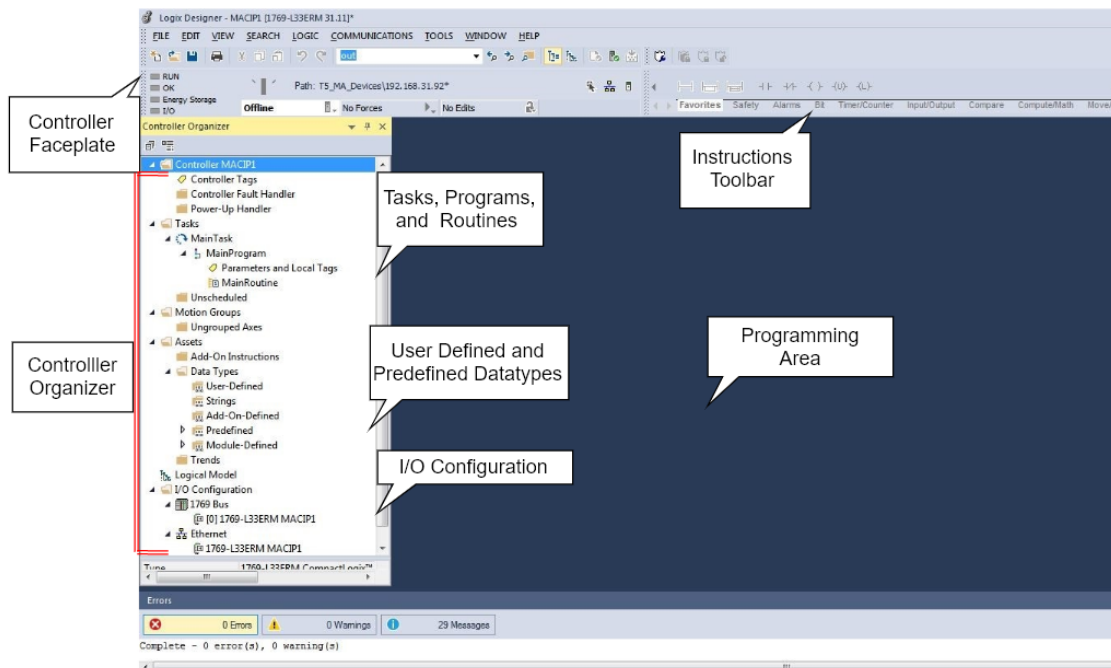 Logix Designer - MACIP1 [1769-L33ERM 31.11]*
FILE EDIT VIEW SEARCH LOGIC COMMUNICATIONS TOOLS WINDOW HELP
out
RUN
OK
Energy Storage
I/O
Path: T5_MA_Devices\192.168.31.92*
Offline
No Forces
No Edits
Favorites Safety Alarms Bit Timer/Counter Input/Output Compare Compute/Math Move/
Controller
Faceplate
Instructions
Toolbar
Controller Organizer
Controller MACIP1
Controller Tags
Controller Fault Handler
Power-Up Handler
Tasks
MainTask
MainProgram
Parameters and Local Tags
MainRoutine
Unscheduled
Motion Groups
Ungrouped Axes
Assets
Add-On Instructions
Data Types
User-Defined
Strings
Add-On-Defined
Predefined
Module-Defined
Trends
Logical Model
I/O Configuration
1769 Bus
[0] 1769-L33ERM MACIP1
Ethernet
1769-L33ERM MACIP1
Type 1769-L33ERM CompactLogix™
Tasks, Programs,
and Routines
User Defined and
Predefined Datatypes
I/O Configuration
Programming
Area
Controlller
Organizer
Errors
0 Errors
0 Warnings
29 Messages
Complete - 0 error(s), 0 warning(s)